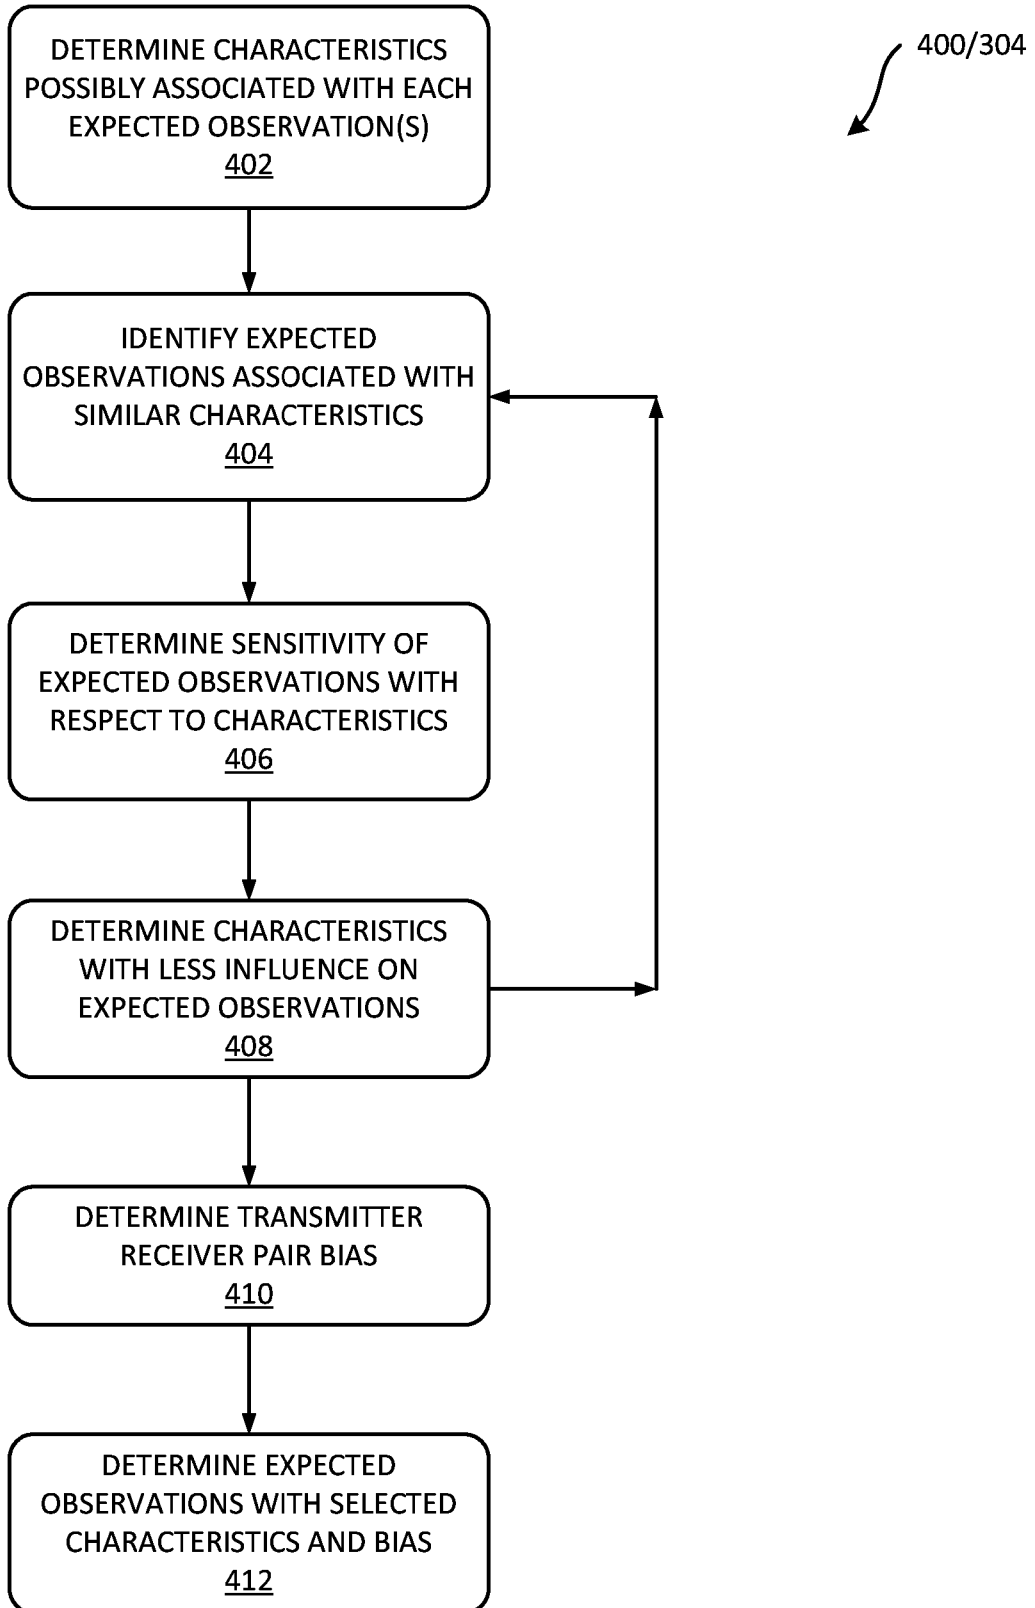 DETERMINE CHARACTERISTICS
POSSIBLY ASSOCIATED WITH EACH
EXPECTED OBSERVATION(S)
402
400/304
IDENTIFY EXPECTED
OBSERVATIONS ASSOCIATED WITH
SIMILAR CHARACTERISTICS
404
DETERMINE SENSITIVITY OF
EXPECTED OBSERVATIONS WITH
RESPECT TO CHARACTERISTICS
406
DETERMINE CHARACTERISTICS
WITH LESS INFLUENCE ON
EXPECTED OBSERVATIONS
408
DETERMINE TRANSMITTER
RECEIVER PAIR BIAS
410
DETERMINE EXPECTED
OBSERVATIONS WITH SELECTED
CHARACTERISTICS AND BIAS
412